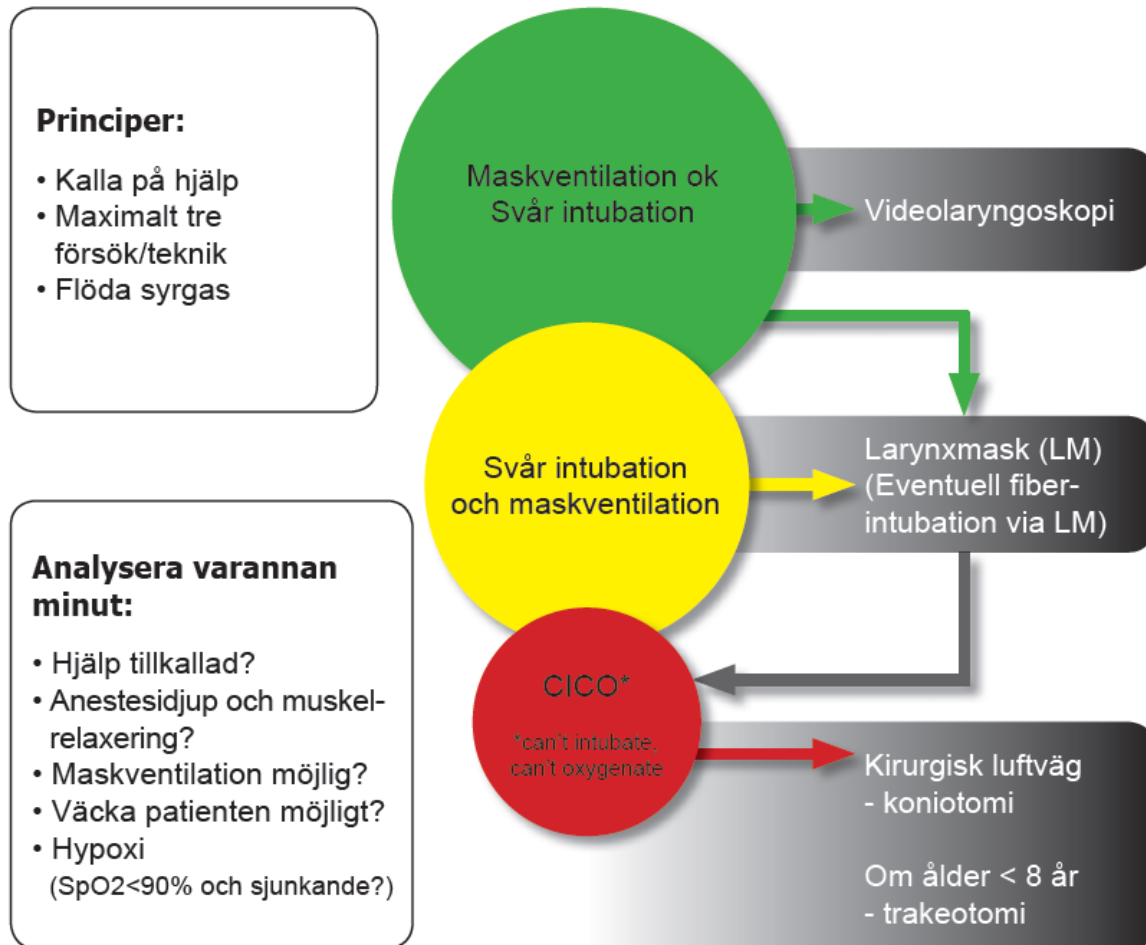 Principer:
• Kalla på hjälp
• Maximalt tre
försök/teknik
• Flöda syrgas
Analysera varannan
minut:
• Hjälp tillkallad?
• Anestesidjup och muskel-
relaxering?
• Maskventilation möjlig?
• Väcka patienten möjligt?
• Hypoxi
(SpO2<90% och sjunkande?)
Maskventilation ok
Svår intubation
Videolaryngoskopi
Svår intubation
och maskventilation
Larynxmask (LM)
(Eventuell fiber-
intubation via LM)
CICO*
*can´t intubate,
can´t oxygenate
Kirurgisk luftväg
- koniotomi
Om ålder < 8 år
- trakeotomi